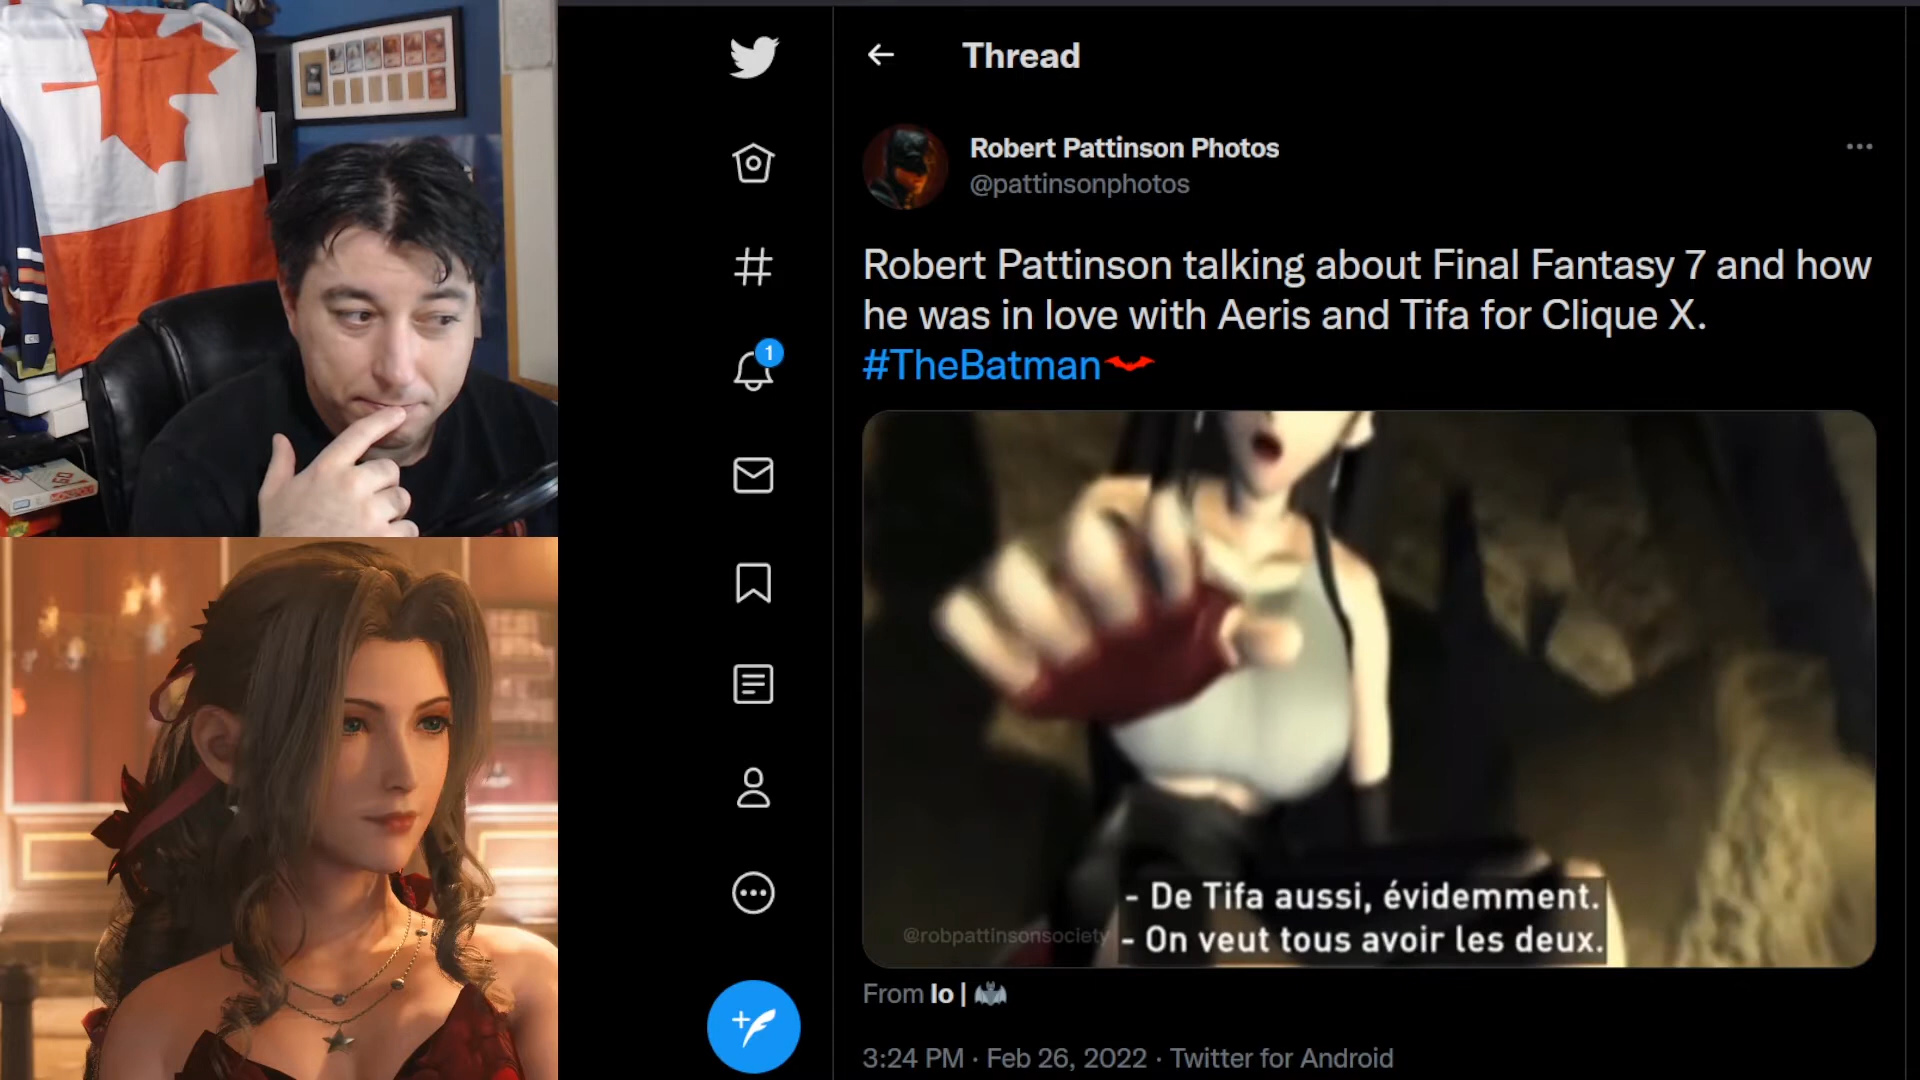 Thread
Robert Pattinson Photos
@pattinsonphotos
Robert Pattinson talking about Final Fantasy 7 and how
he was in love with Aeris and Tifa for Clique X.
#TheBatman
1
- De Tifa aussi, évidemment.
- On veut tous avoir les deux.
@robpattinsonsociety
From Io |
3:24 PM · Feb 26, 2022 · Twitter for Android